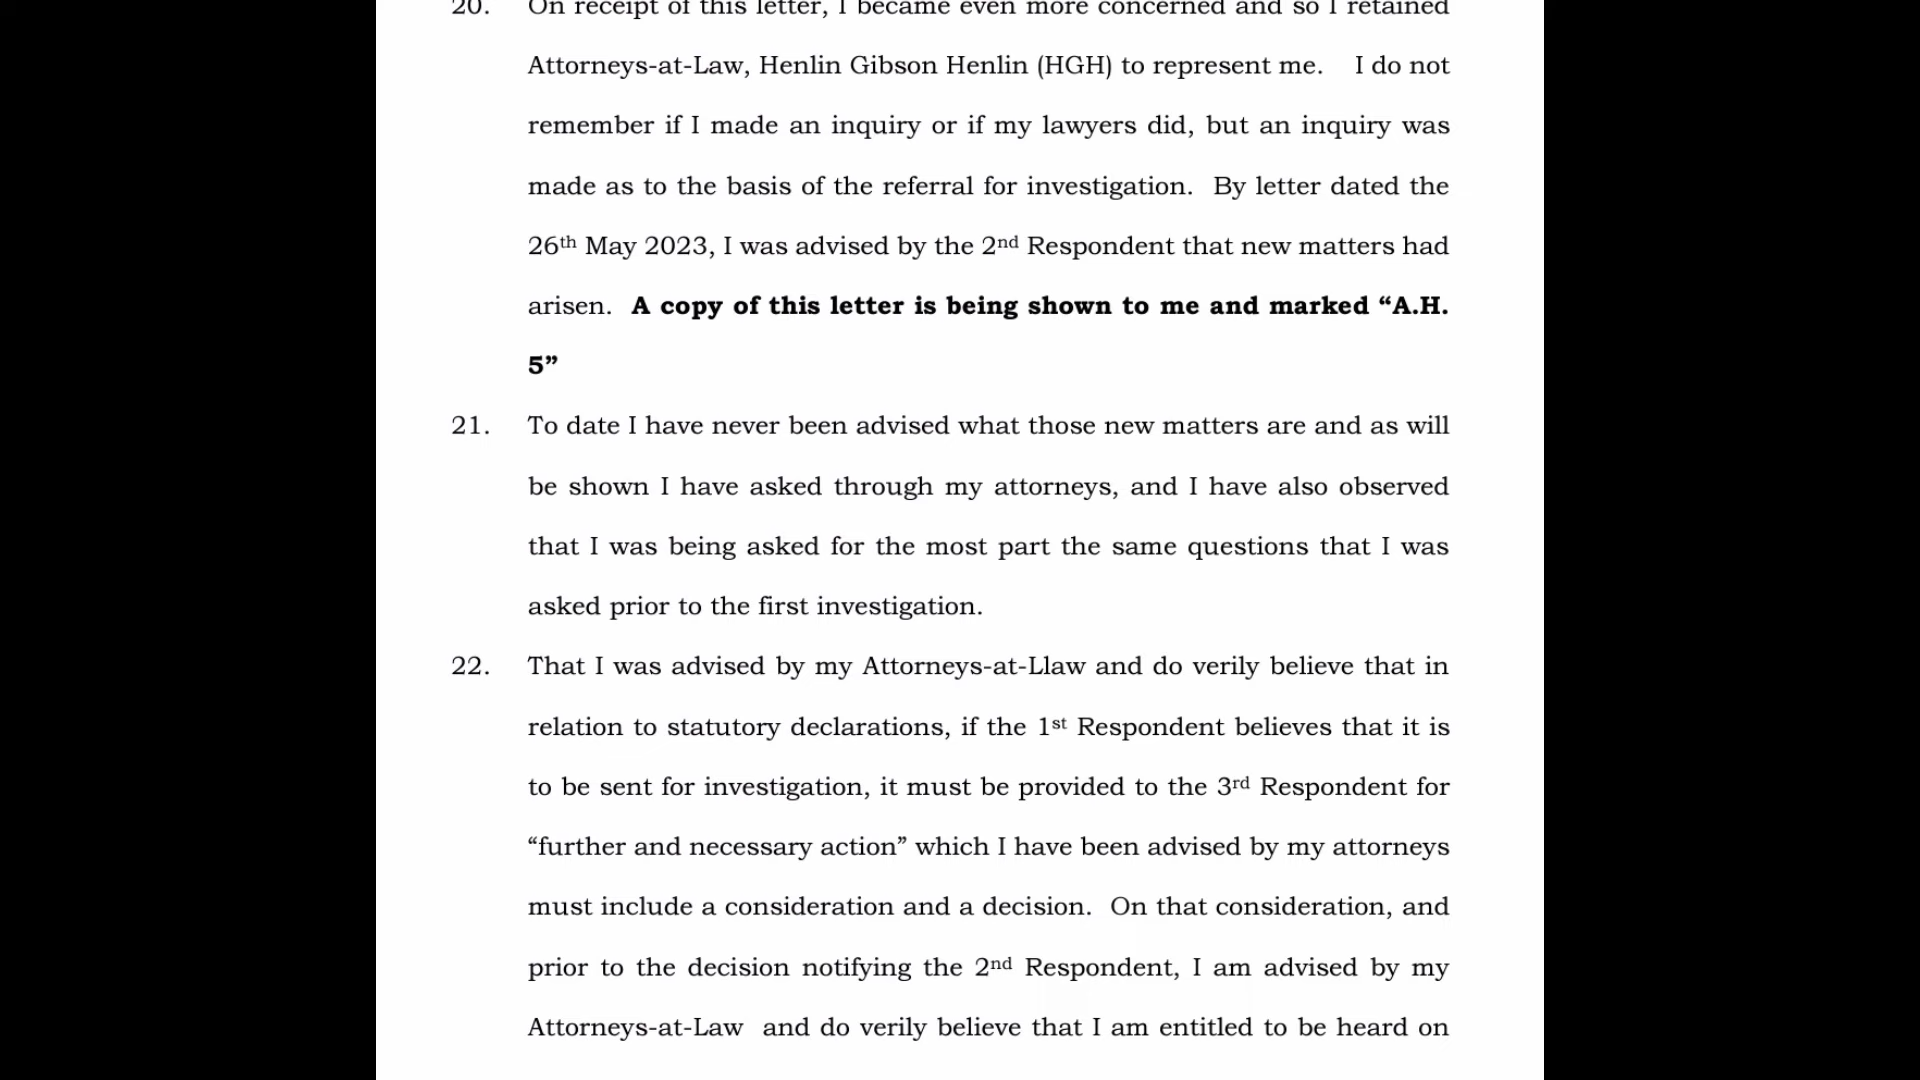 20. On receipt of this letter, I became even more concerned and so I retained
Attorneys-at-Law, Henlin Gibson Henlin (HGH) to represent me. I do not
remember if I made an inquiry or if my lawyers did, but an inquiry was
made as to the basis of the referral for investigation. By letter dated the
26th May 2023, I was advised by the 2nd Respondent that new matters had
arisen. A copy of this letter is being shown to me and marked “A.H.
5”
21. To date I have never been advised what those new matters are and as will
be shown I have asked through my attorneys, and I have also observed
that I was being asked for the most part the same questions that I was
asked prior to the first investigation.
22. That I was advised by my Attorneys-at-Llaw and do verily believe that in
relation to statutory declarations, if the 1st Respondent believes that it is
to be sent for investigation, it must be provided to the 3rd Respondent for
“further and necessary action” which I have been advised by my attorneys
must include a consideration and a decision. On that consideration, and
prior to the decision notifying the 2nd Respondent, I am advised by my
Attorneys-at-Law and do verily believe that I am entitled to be heard on